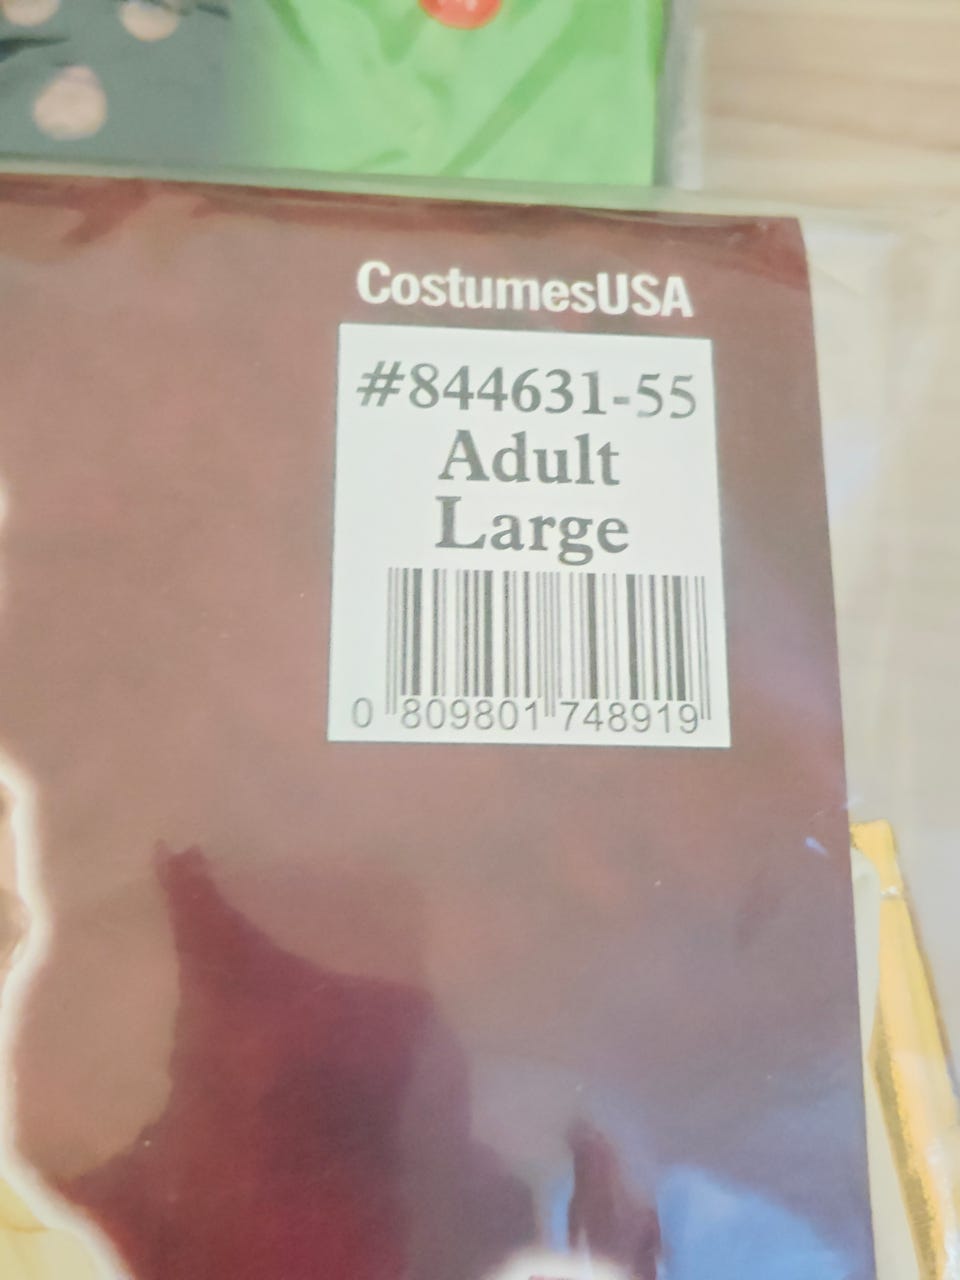 CostumesUSA
#844631-55
Adult
Large
0 809801 748919